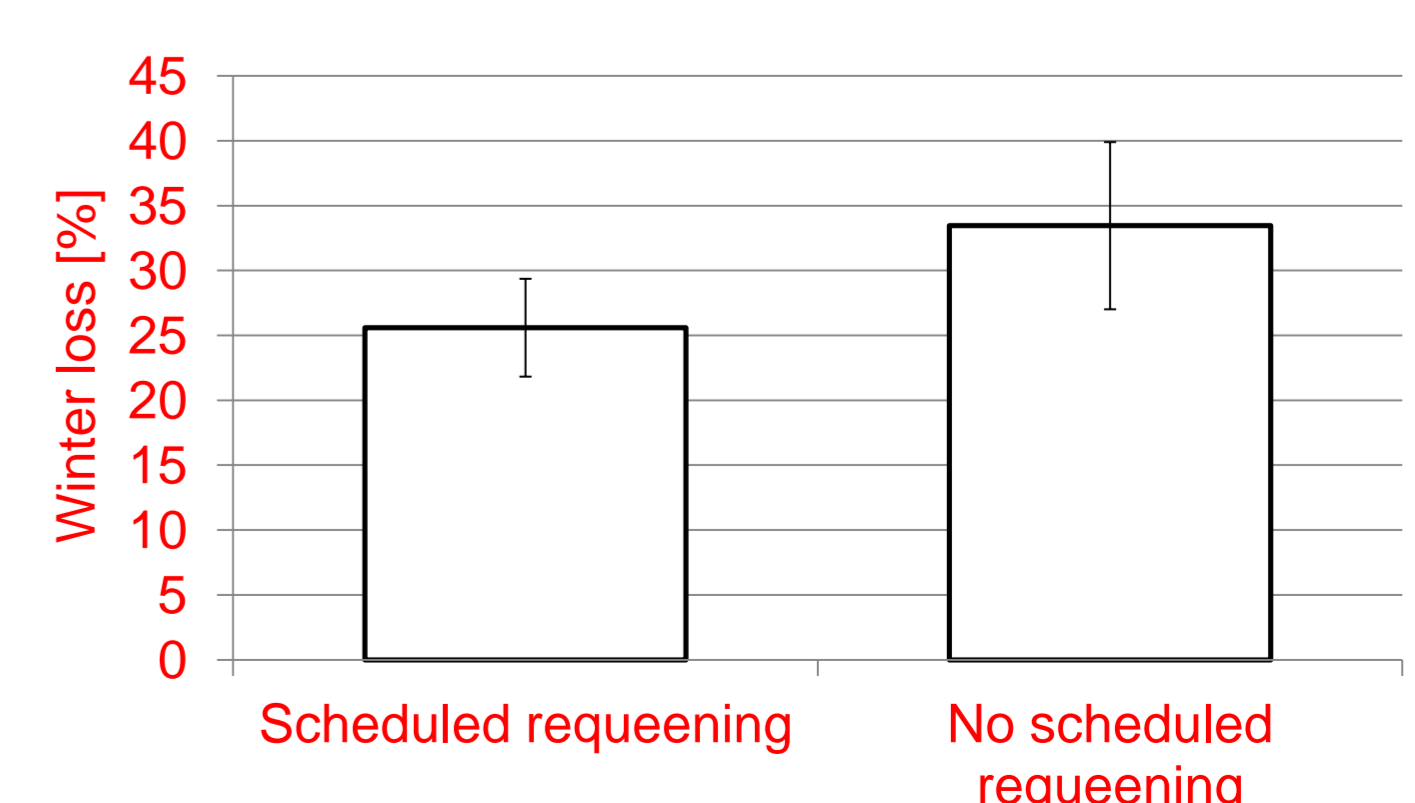 45
40
35
30
25
20
15
10
5
0
Winter loss [%]
Scheduled requeening
No scheduled
requeening